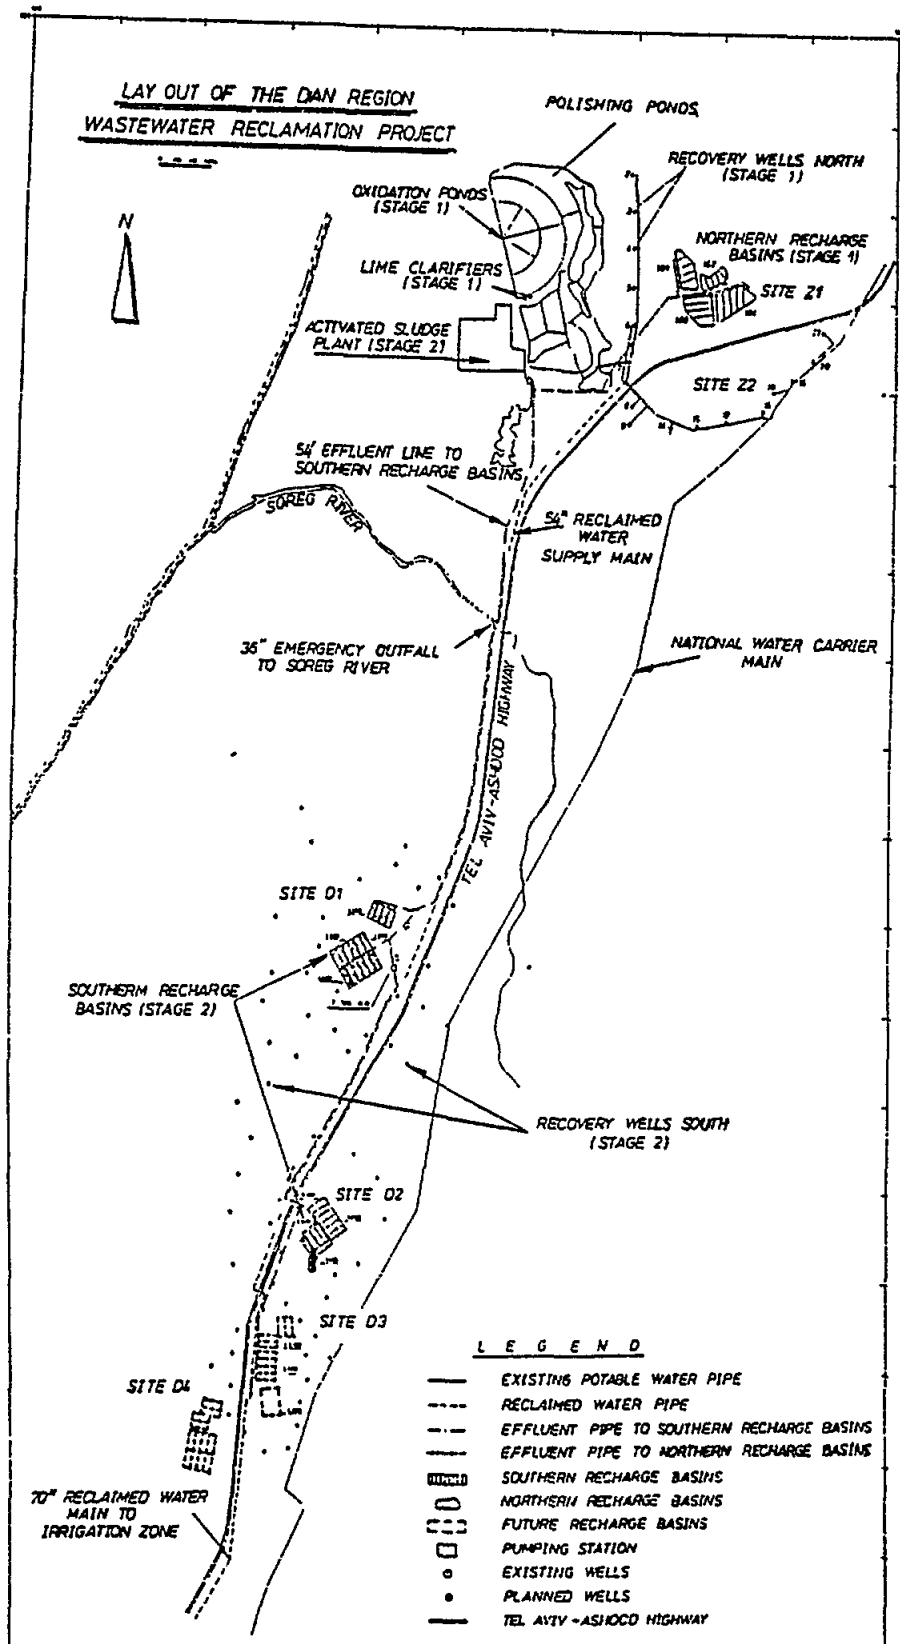 LAY OUT OF THE DAN REGION
WASTEWATER RECLAMATION PROJECT
POLISHING PONDS
RECOVERY WELLS NORTH
(STAGE 1)
OXIDATION PONDS
(STAGE 1)
N
NORTHERN RECHARGE
BASINS (STAGE 1)
LIME CLARIFIERS
(STAGE 1)
SITE Z1
ACTIVATED SLUDGE
PLANT (STAGE 2)
SITE Z2
54" EFFLUENT LINE TO
SOUTHERN RECHARGE BASINS
SOREG RIVER
54" RECLAIMED
WATER
SUPPLY MAIN
36" EMERGENCY OUTFALL
TO SOREG RIVER
NATIONAL WATER CARRIER
MAIN
TEL AVIV-ASHDOD HIGHWAY
SITE D1
SOUTHERM RECHARGE
BASINS (STAGE 2)
RECOVERY WELLS SOUTH
(STAGE 2)
SITE D2
SITE D3
SITE D4
70" RECLAIMED WATER
MAIN TO
IRRIGATION ZONE
L E G E N D
EXISTING POTABLE WATER PIPE
RECLAIMED WATER PIPE
EFFLUENT PIPE TO SOUTHERN RECHARGE BASINS
EFFLUENT PIPE TO NORTHERN RECHARGE BASINS
SOUTHERN RECHARGE BASINS
NORTHERN RECHARGE BASINS
FUTURE RECHARGE BASINS
PUMPING STATION
EXISTING WELLS
PLANNED WELLS
TEL AVIV-ASHOCO HIGHWAY